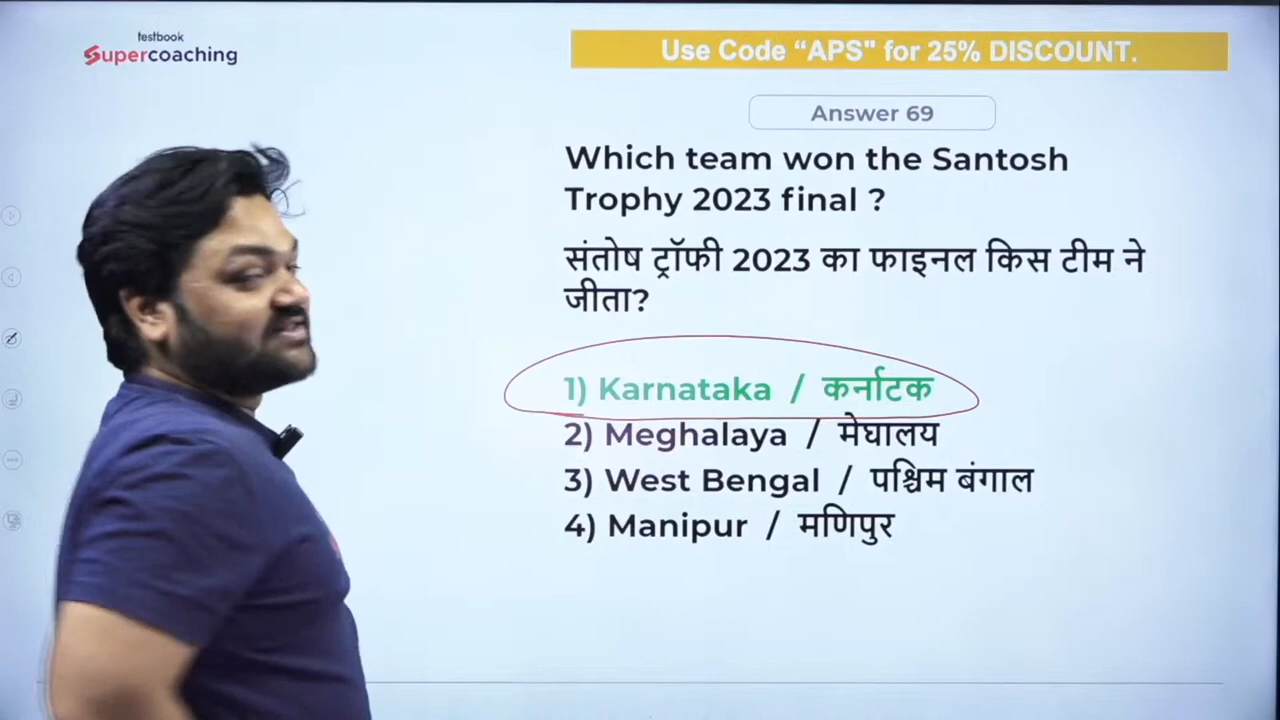 testbook
Supercoaching
Use Code “APS" for 25% DISCOUNT.
Answer 69
Which team won the Santosh
Trophy 2023 final ?
संतोष ट्रॉफी 2023 का फाइनल किस टीम ने
जीता?
1) Karnataka / कर्नाटक
2) Meghalaya / मेघालय
3) West Bengal / पश्चिम बंगाल
4) Manipur / मणिपुर